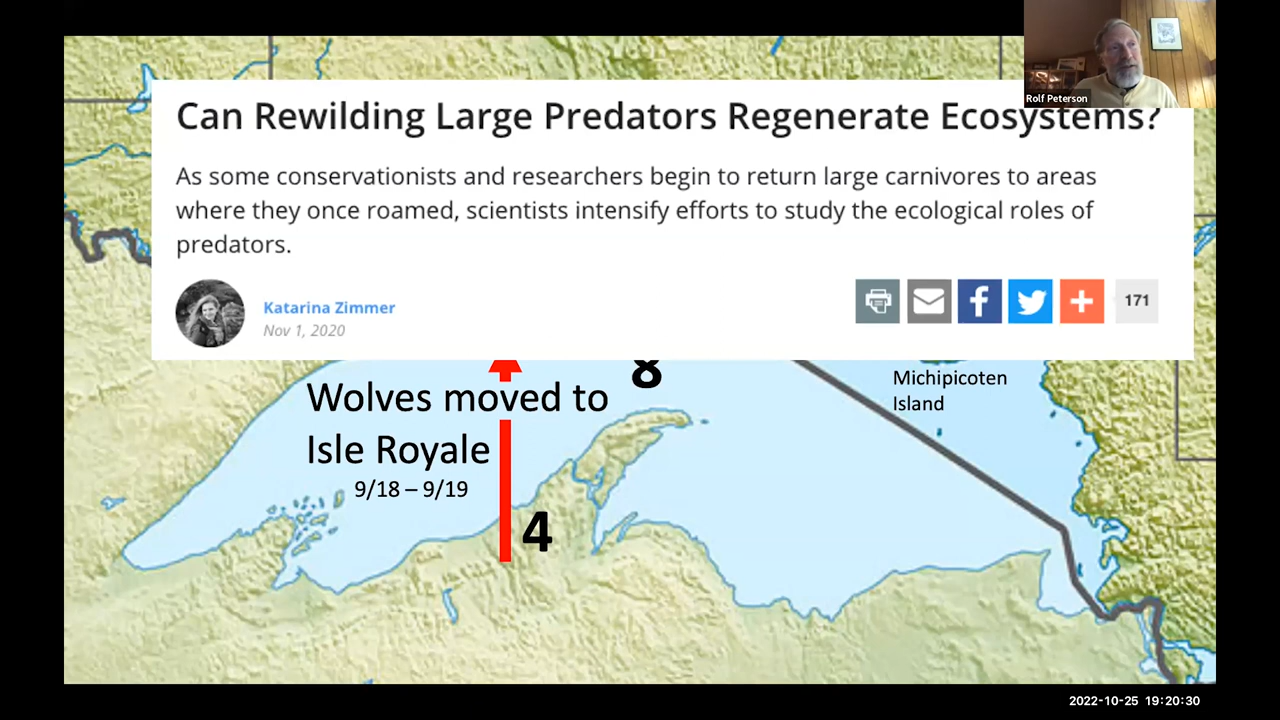 Can Rewilding Large Predators Regenerate Ecosystems?
Rolf Peterson
As some conservationists and researchers begin to return large carnivores to areas
where they once roamed, scientists intensify efforts to study the ecological roles of
predators.
Katarina Zimmer
Nov 1, 2020
171
8
Wolves moved to
Isle Royale
9/18 – 9/19
4
Michipicoten
Island
2022-10-25 19:20:30